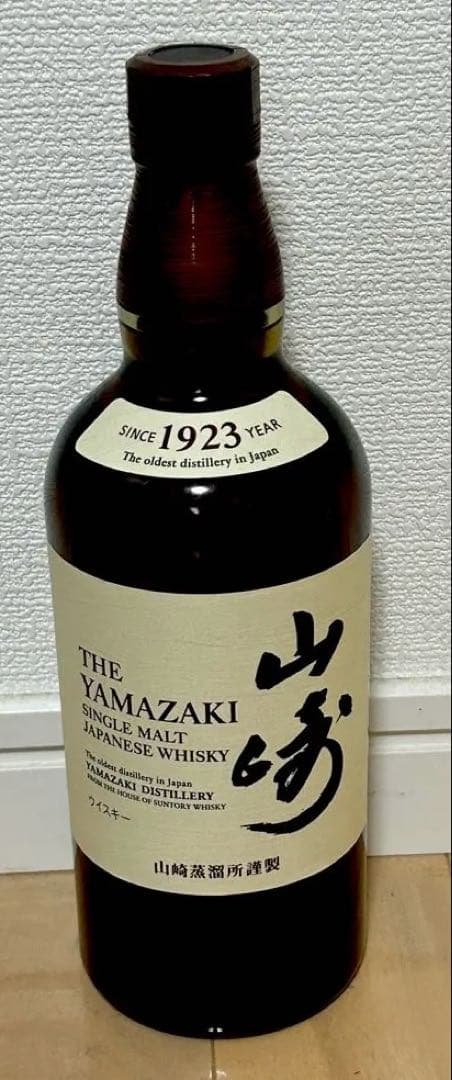 SINCE 1923 YEAR
The oldest distillery in Japan
山崎
THE
YAMAZAKI
SINGLE MALT
JAPANESE WHISKY
The oldest distillery in Japan
YAMAZAKI DISTILLERY
FROM THE HOUSE OF SUNTORY WHISKY
ウイスキー
山崎蒸溜所謹製